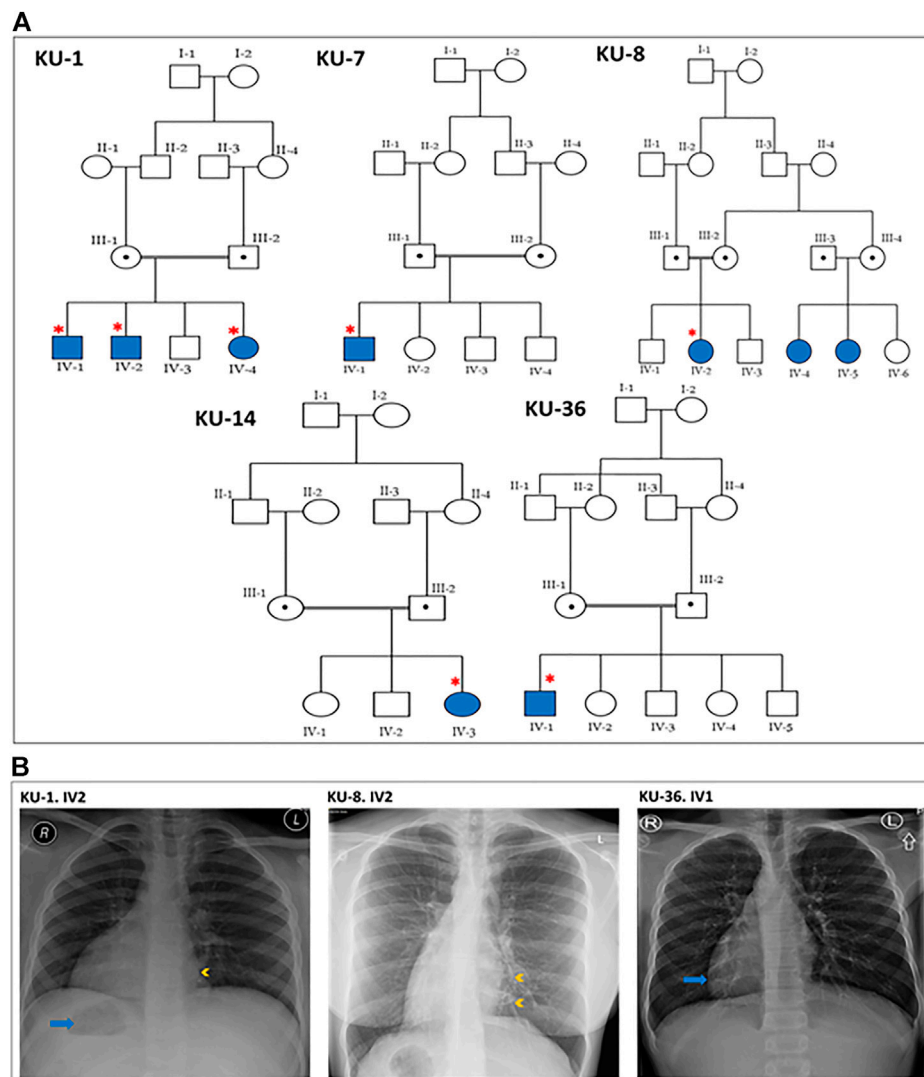 A
KU-1
KU-7
KU-8
I-1 I-2
I-1 I-2
I-1 I-2
II-1 II-2 II-3 II-4
II-1 II-2 II-3 II-4
II-1 II-2 II-3 II-4
III-1 III-2
III-1 III-2
III-1 III-2 III-3 III-4
* * *
*
*
IV-1 IV-2 IV-3 IV-4
IV-1 IV-2 IV-3 IV-4
IV-1 IV-2 IV-3 IV-4 IV-5 IV-6
KU-14
KU-36
I-1 I-2
I-1 I-2
II-1 II-2 II-3 II-4
II-1 II-2 II-3 II-4
III-1 III-2
III-1 III-2
*
*
IV-1 IV-2 IV-3
IV-1 IV-2 IV-3 IV-4 IV-5
B
KU-1. IV2
KU-8. IV2
KU-36. IV1
R L
L
R L